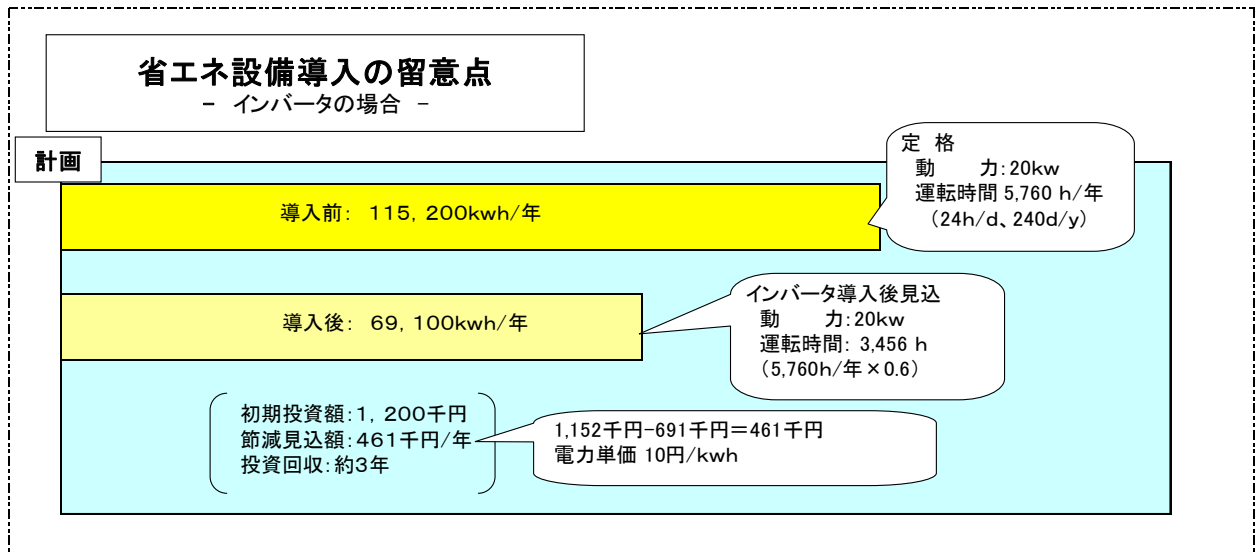 省エネ設備導入の留意点
- インバータの場合 -
計画
定 格
動 力:20kw
運転時間 5,760 h/年
(24h/d、240d/y)
導入前: 115, 200kwh/年
インバータ導入後見込
動 力:20kw
運転時間: 3,456 h
(5,760h/年×0.6)
導入後: 69, 100kwh/年
初期投資額:1, 200千円
節減見込額:461千円/年
投資回収:約3年
1,152千円-691千円=461千円
電力単価 10円/kwh